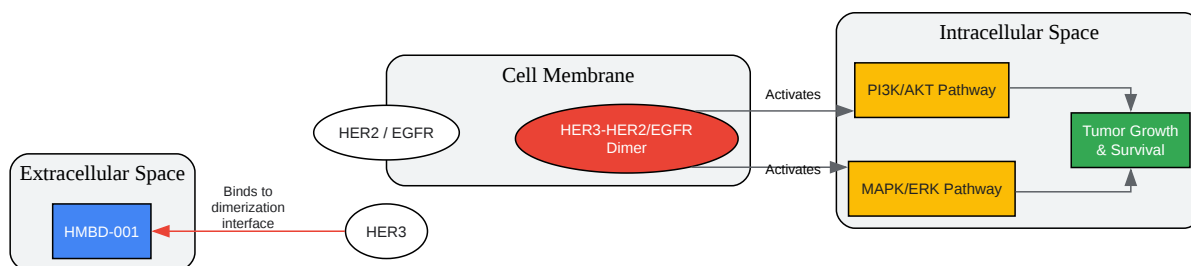 Extracellular Space
HMBD-001
Binds to
dimerization
interface
HER3
HER2 / EGFR
Cell Membrane
HER3-HER2/EGFR
Dimer
Activates
Activates
Intracellular Space
PI3K/AKT Pathway
MAPK/ERK Pathway
Tumor Growth
& Survival